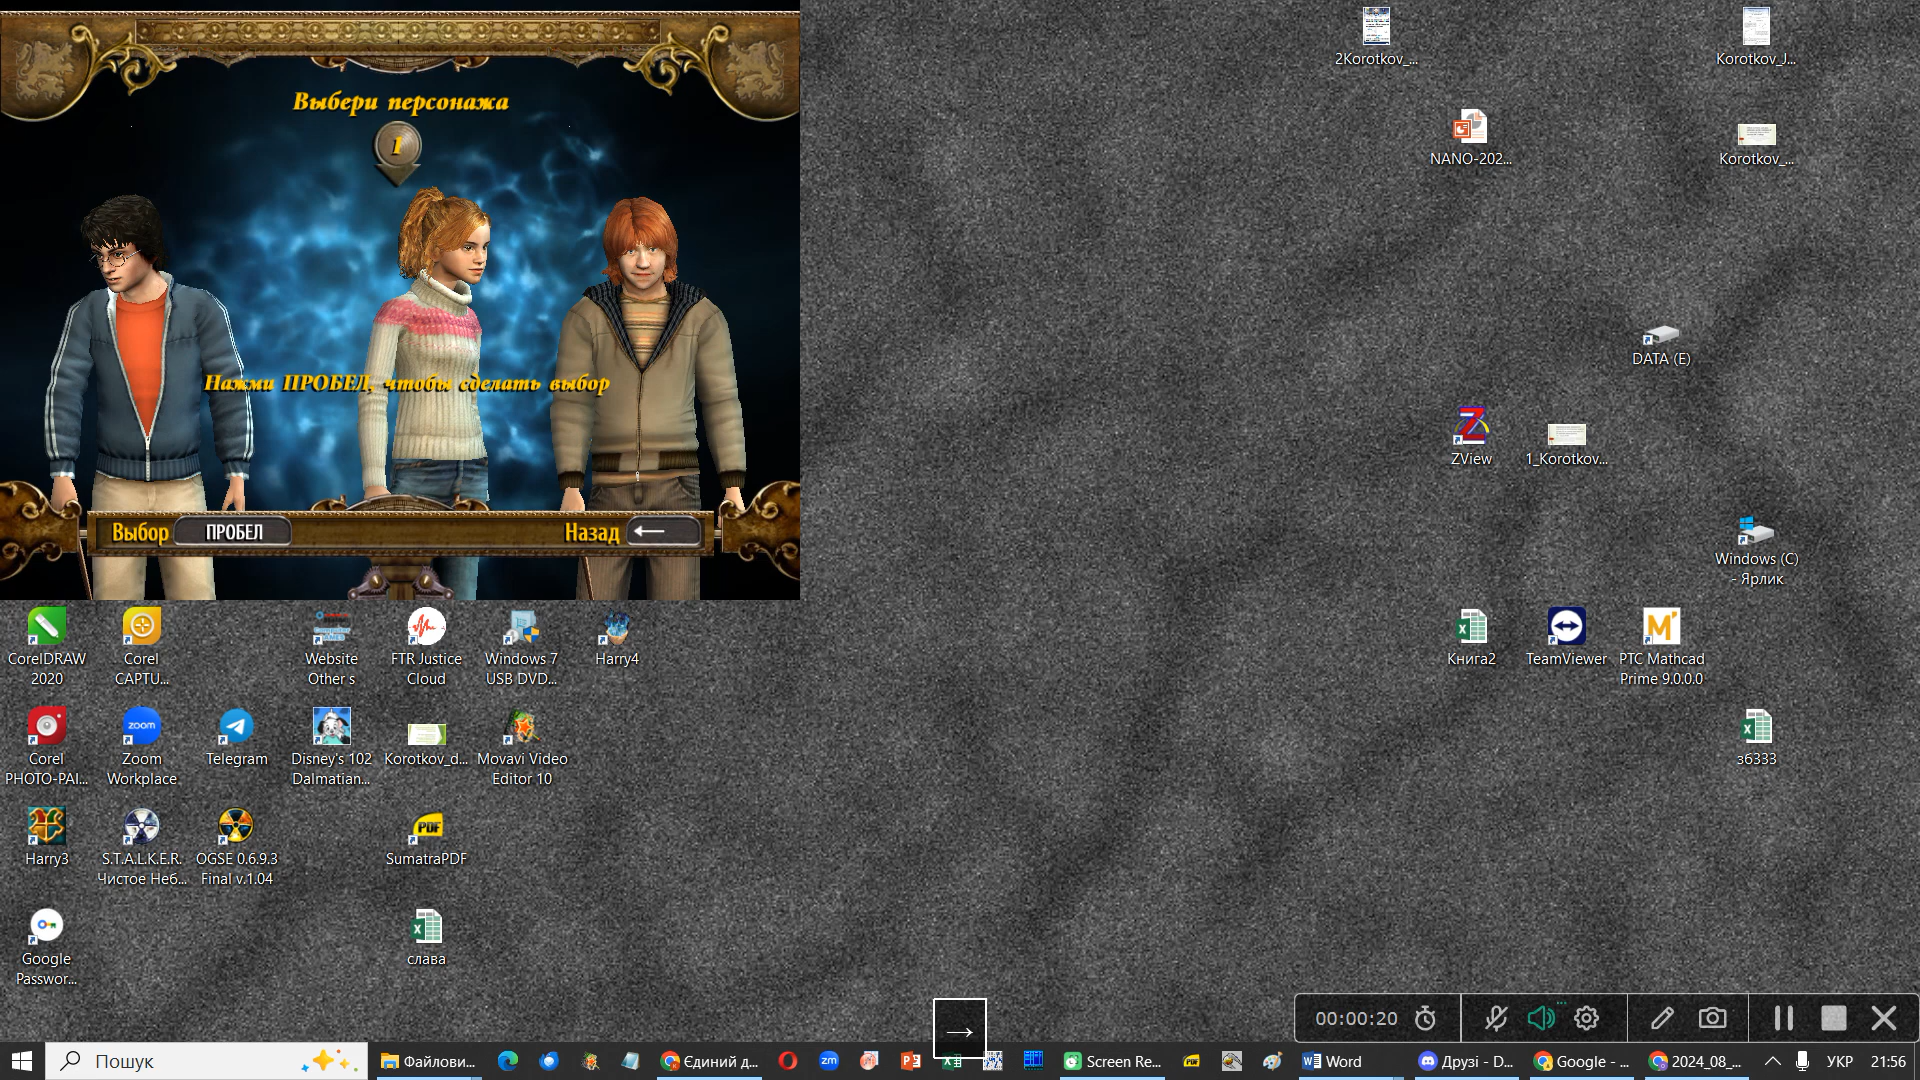 Выбери персонажа
1
Нажми ПРОБЕЛ, чтобы сделать выбор
Выбор ПРОБЕЛ
Назад ←
2Korotkov_...
Korotkov_J...
NANO-202...
Korotkov_...
DATA (E)
ZView
1_Korotkov...
Windows (C)
- Ярлик
CorelDRAW
2020
Corel
CAPTU...
Website
Other s
FTR Justice
Cloud
Windows 7
USB DVD...
Harry4
Книга2
TeamViewer
PTC Mathcad
Prime 9.0.0.0
Corel
PHOTO-PAI...
zoom
Zoom
Workplace
Telegram
Disney's 102
Dalmatian...
Korotkov_d...
Movavi Video
Editor 10
з6333
Harry3
S.T.A.L.K.E.R.
Чистое Неб...
OGSE 0.6.9.3
Final v.1.04
PDF
SumatraPDF
Google
Passwor...
слава
→
00:00:20
Пошук
Файлови...
Єдиний д...
zm
Screen Re...
PDF
Word
Друзі - D...
Google - ...
2024_08_...
УКР
21:56